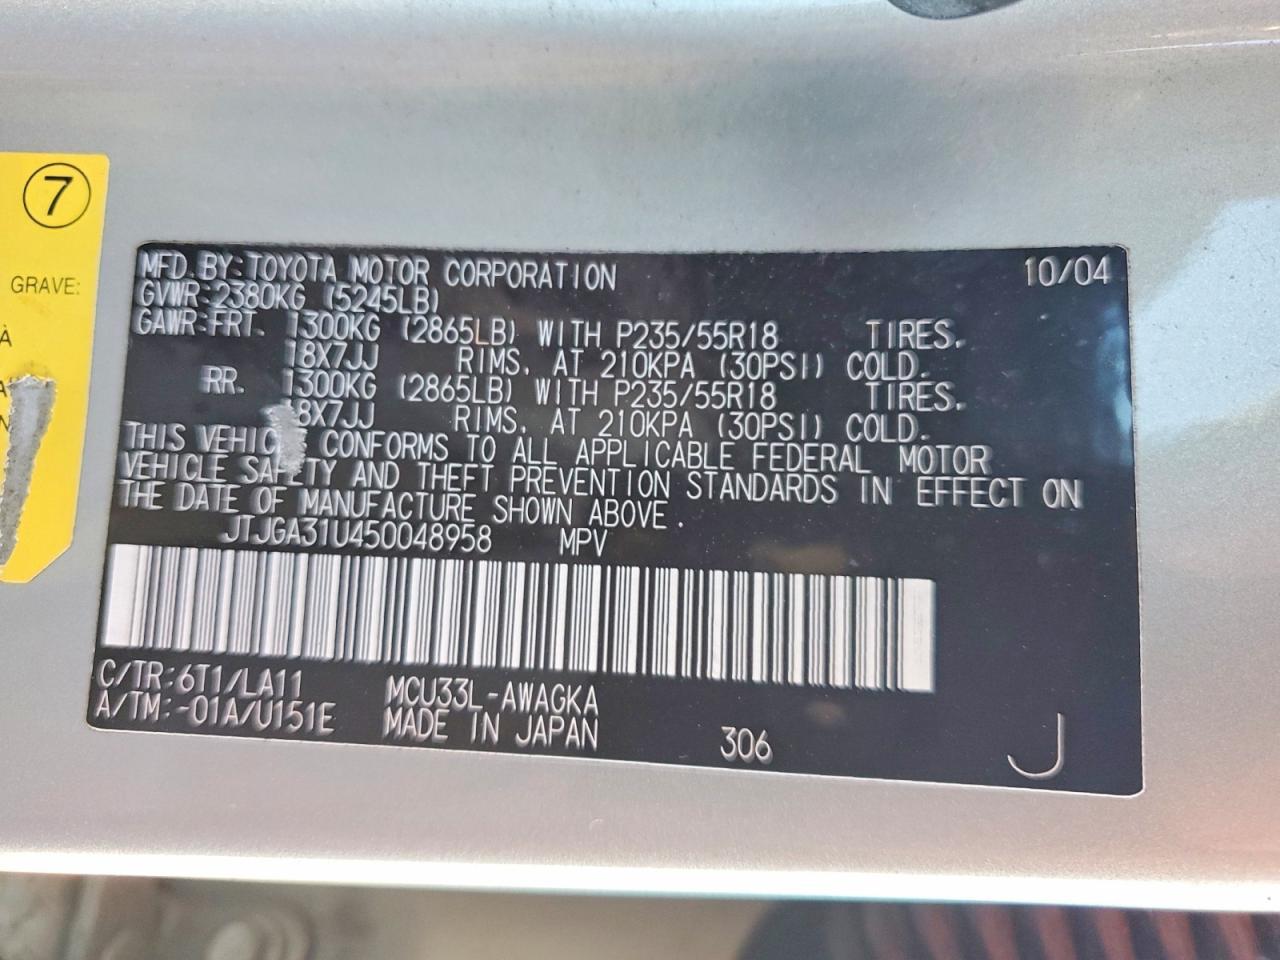 7
GRAVE:
À
MFD. BY: TOYOTA MOTOR CORPORATION 10/04
GVWR: 2380KG (5245LB)
GAWR: FRT. 1300KG (2865LB) WITH P235/55R18 TIRES.
18X7JJ RIMS. AT 210KPA (30PSI) COLD.
RR. 1300KG (2865LB) WITH P235/55R18 TIRES.
18X7JJ RIMS. AT 210KPA (30PSI) COLD.
THIS VEHICLE CONFORMS TO ALL APPLICABLE FEDERAL MOTOR
VEHICLE SAFETY AND THEFT PREVENTION STANDARDS IN EFFECT ON
THE DATE OF MANUFACTURE SHOWN ABOVE.
JTJGA31U450048958 MPV
C/TR: 6T1/LA11 MCU33L-AWAGKA
A/TM: -01A/U151E MADE IN JAPAN 306 J